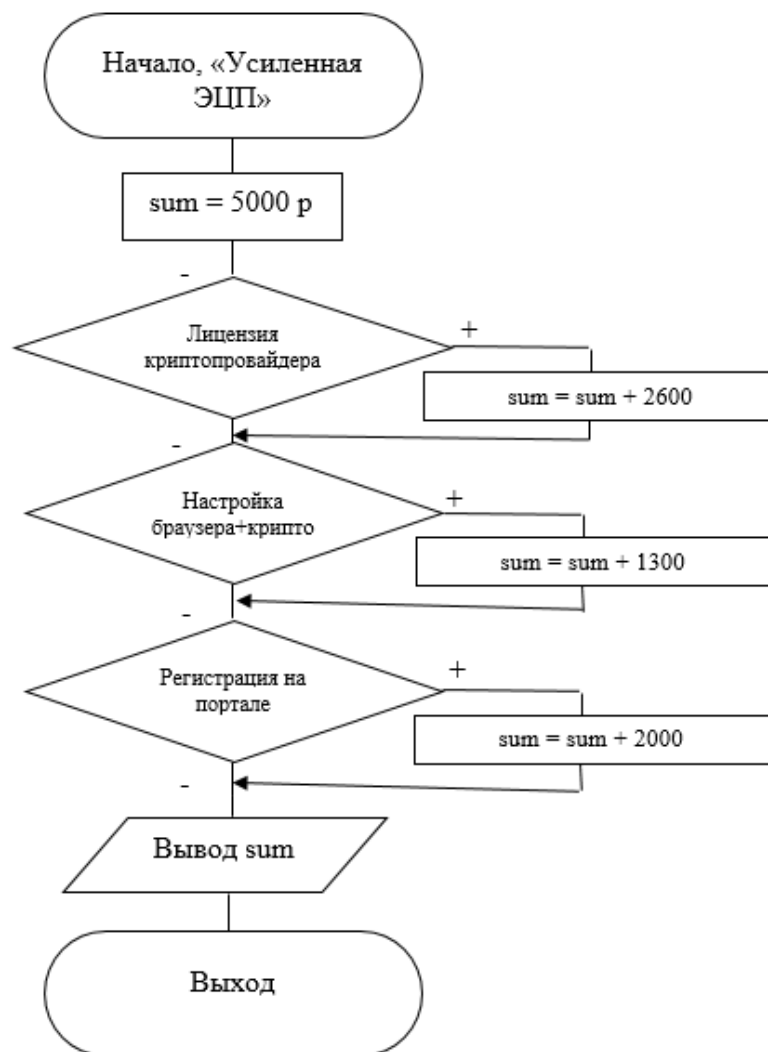 Начало, «Усиленная
ЭЦП»
sum = 5000 р
-
Лицензия
криптопровайдера
+
sum = sum + 2600
-
Настройка
браузера+крипто
+
sum = sum + 1300
-
Регистрация на
портале
+
sum = sum + 2000
-
Вывод sum
Выход